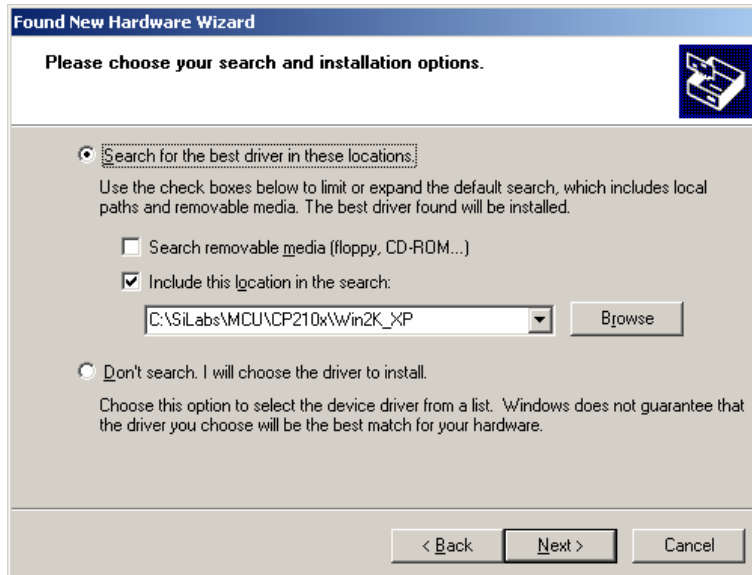 Found New Hardware Wizard
Please choose your search and installation options.
Search for the best driver in these locations.
Use the check boxes below to limit or expand the default search, which includes local
paths and removable media. The best driver found will be installed.
Search removable media (floppy, CD-ROM...)
Include this location in the search:
C:\SiLabs\MCU\CP210x\Win2K_XP
Browse
Don't search. I will choose the driver to install.
Choose this option to select the device driver from a list. Windows does not guarantee that
the driver you choose will be the best match for your hardware.
< Back Next > Cancel